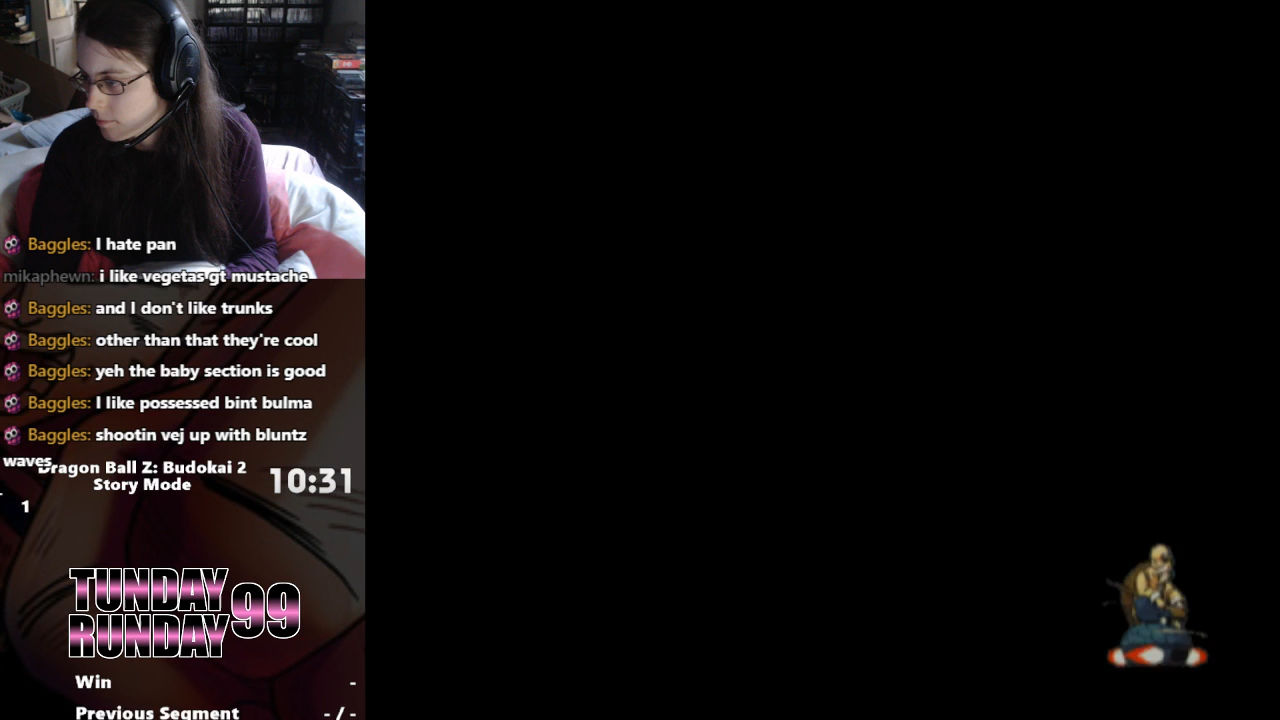 Baggles: I hate pan
mikaphewn: i like vegetas gt mustache
Baggles: and I don't like trunks
Baggles: other than that they're cool
Baggles: yeh the baby section is good
Baggles: I like possessed bint bulma
Baggles: shootin vej up with bluntz
waves
Dragon Ball Z: Budokai 2
Story Mode
10:31
1
TUNDAY
RUNDAY
99
Win -
Previous Segment - / -